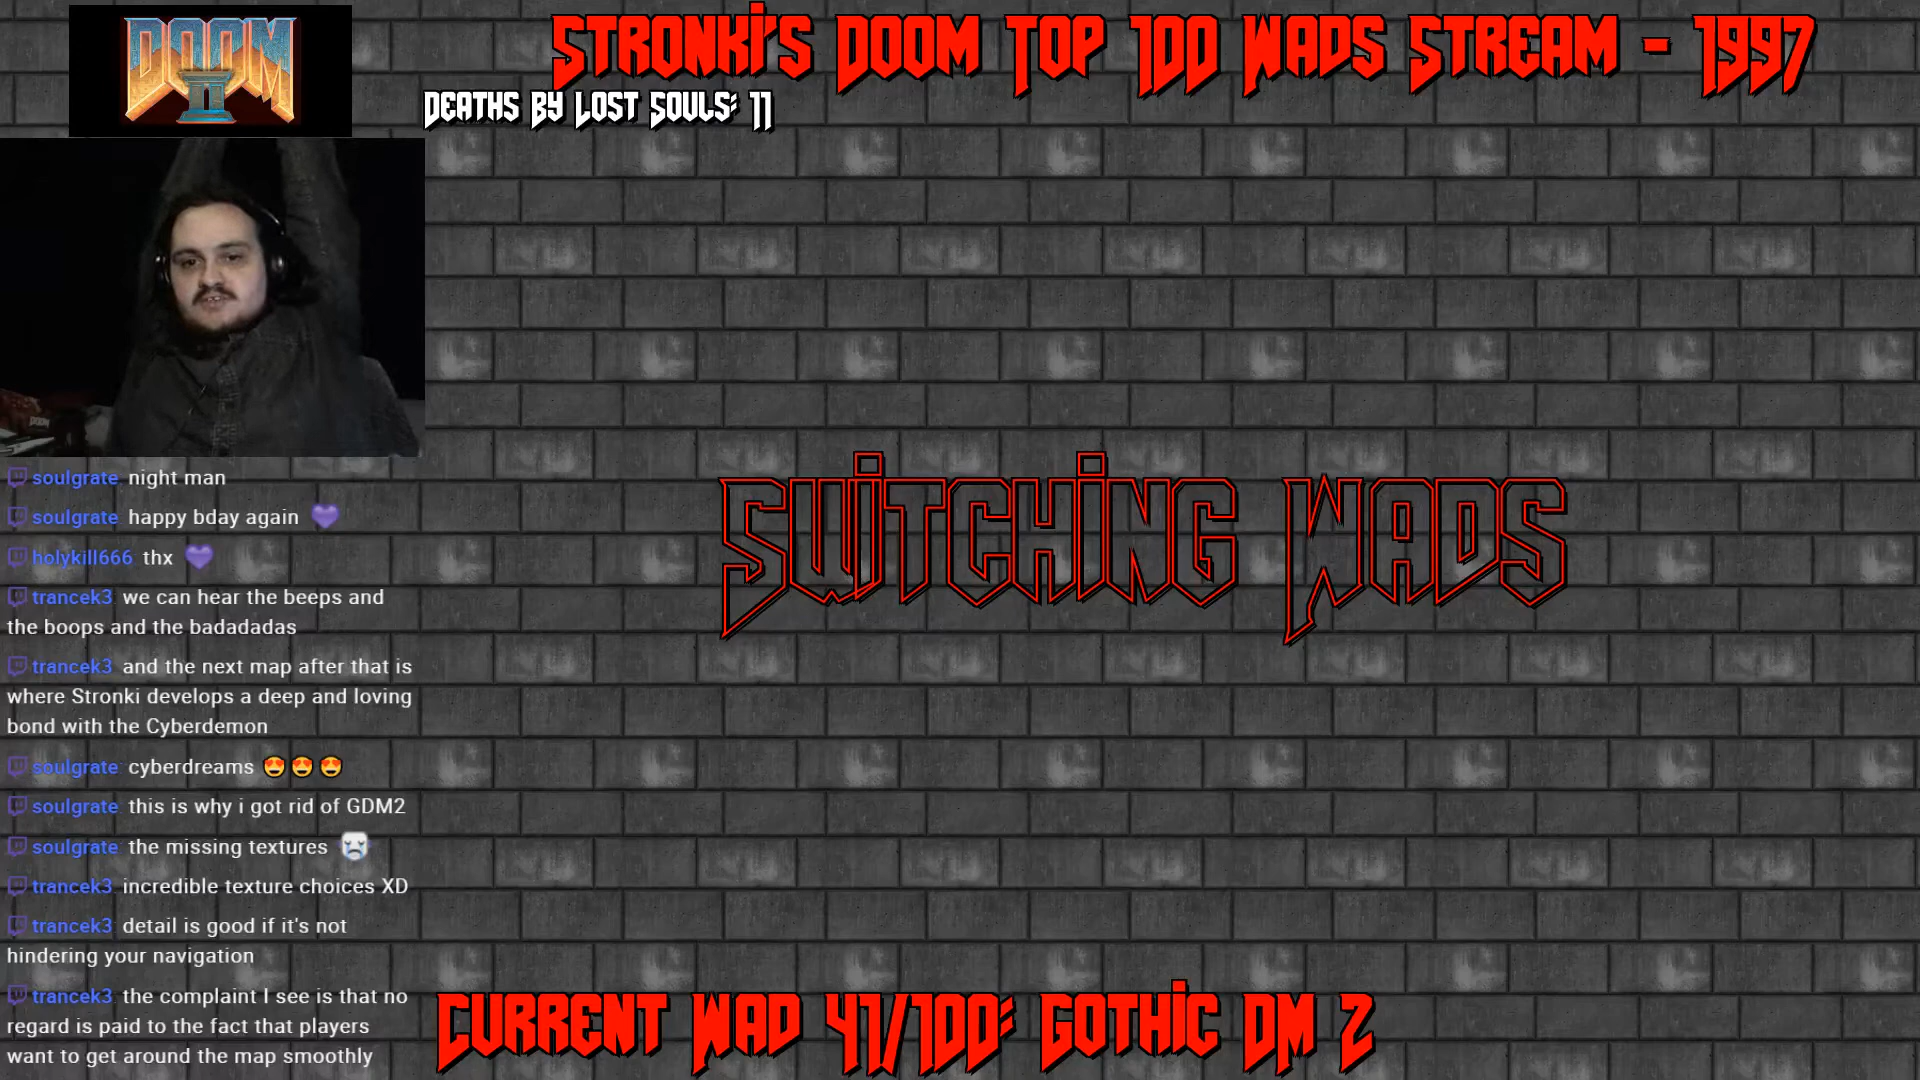 DOOM
II
STRONKI'S DOOM TOP 100 WADS STREAM - 1997
DEATHS BY LOST SOULS: 11
DOOM
soulgrate night man
soulgrate happy bday again 💜
holykill666 thx 💜
trancek3 we can hear the beeps and
the boops and the badadadas
trancek3 and the next map after that is
where Stronki develops a deep and loving
bond with the Cyberdemon
soulgrate cyberdreams 😍 😍 😍
soulgrate this is why i got rid of GDM2
soulgrate the missing textures
trancek3 incredible texture choices XD
trancek3 detail is good if it's not
hindering your navigation
trancek3 the complaint I see is that no
regard is paid to the fact that players
want to get around the map smoothly
SWITCHING WADS
CURRENT WAD 41/100: GOTHIC DM 2